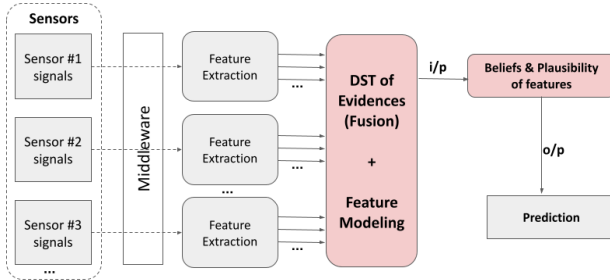 Sensors
Sensor #1
signals
Sensor #2
signals
Sensor #3
signals
...
Middleware
Feature
Extraction
...
Feature
Extraction
...
...
Feature
Extraction
...
DST of
Evidences
(Fusion)
+
Feature
Modeling
i/p
Beliefs & Plausibility
of features
o/p
Prediction